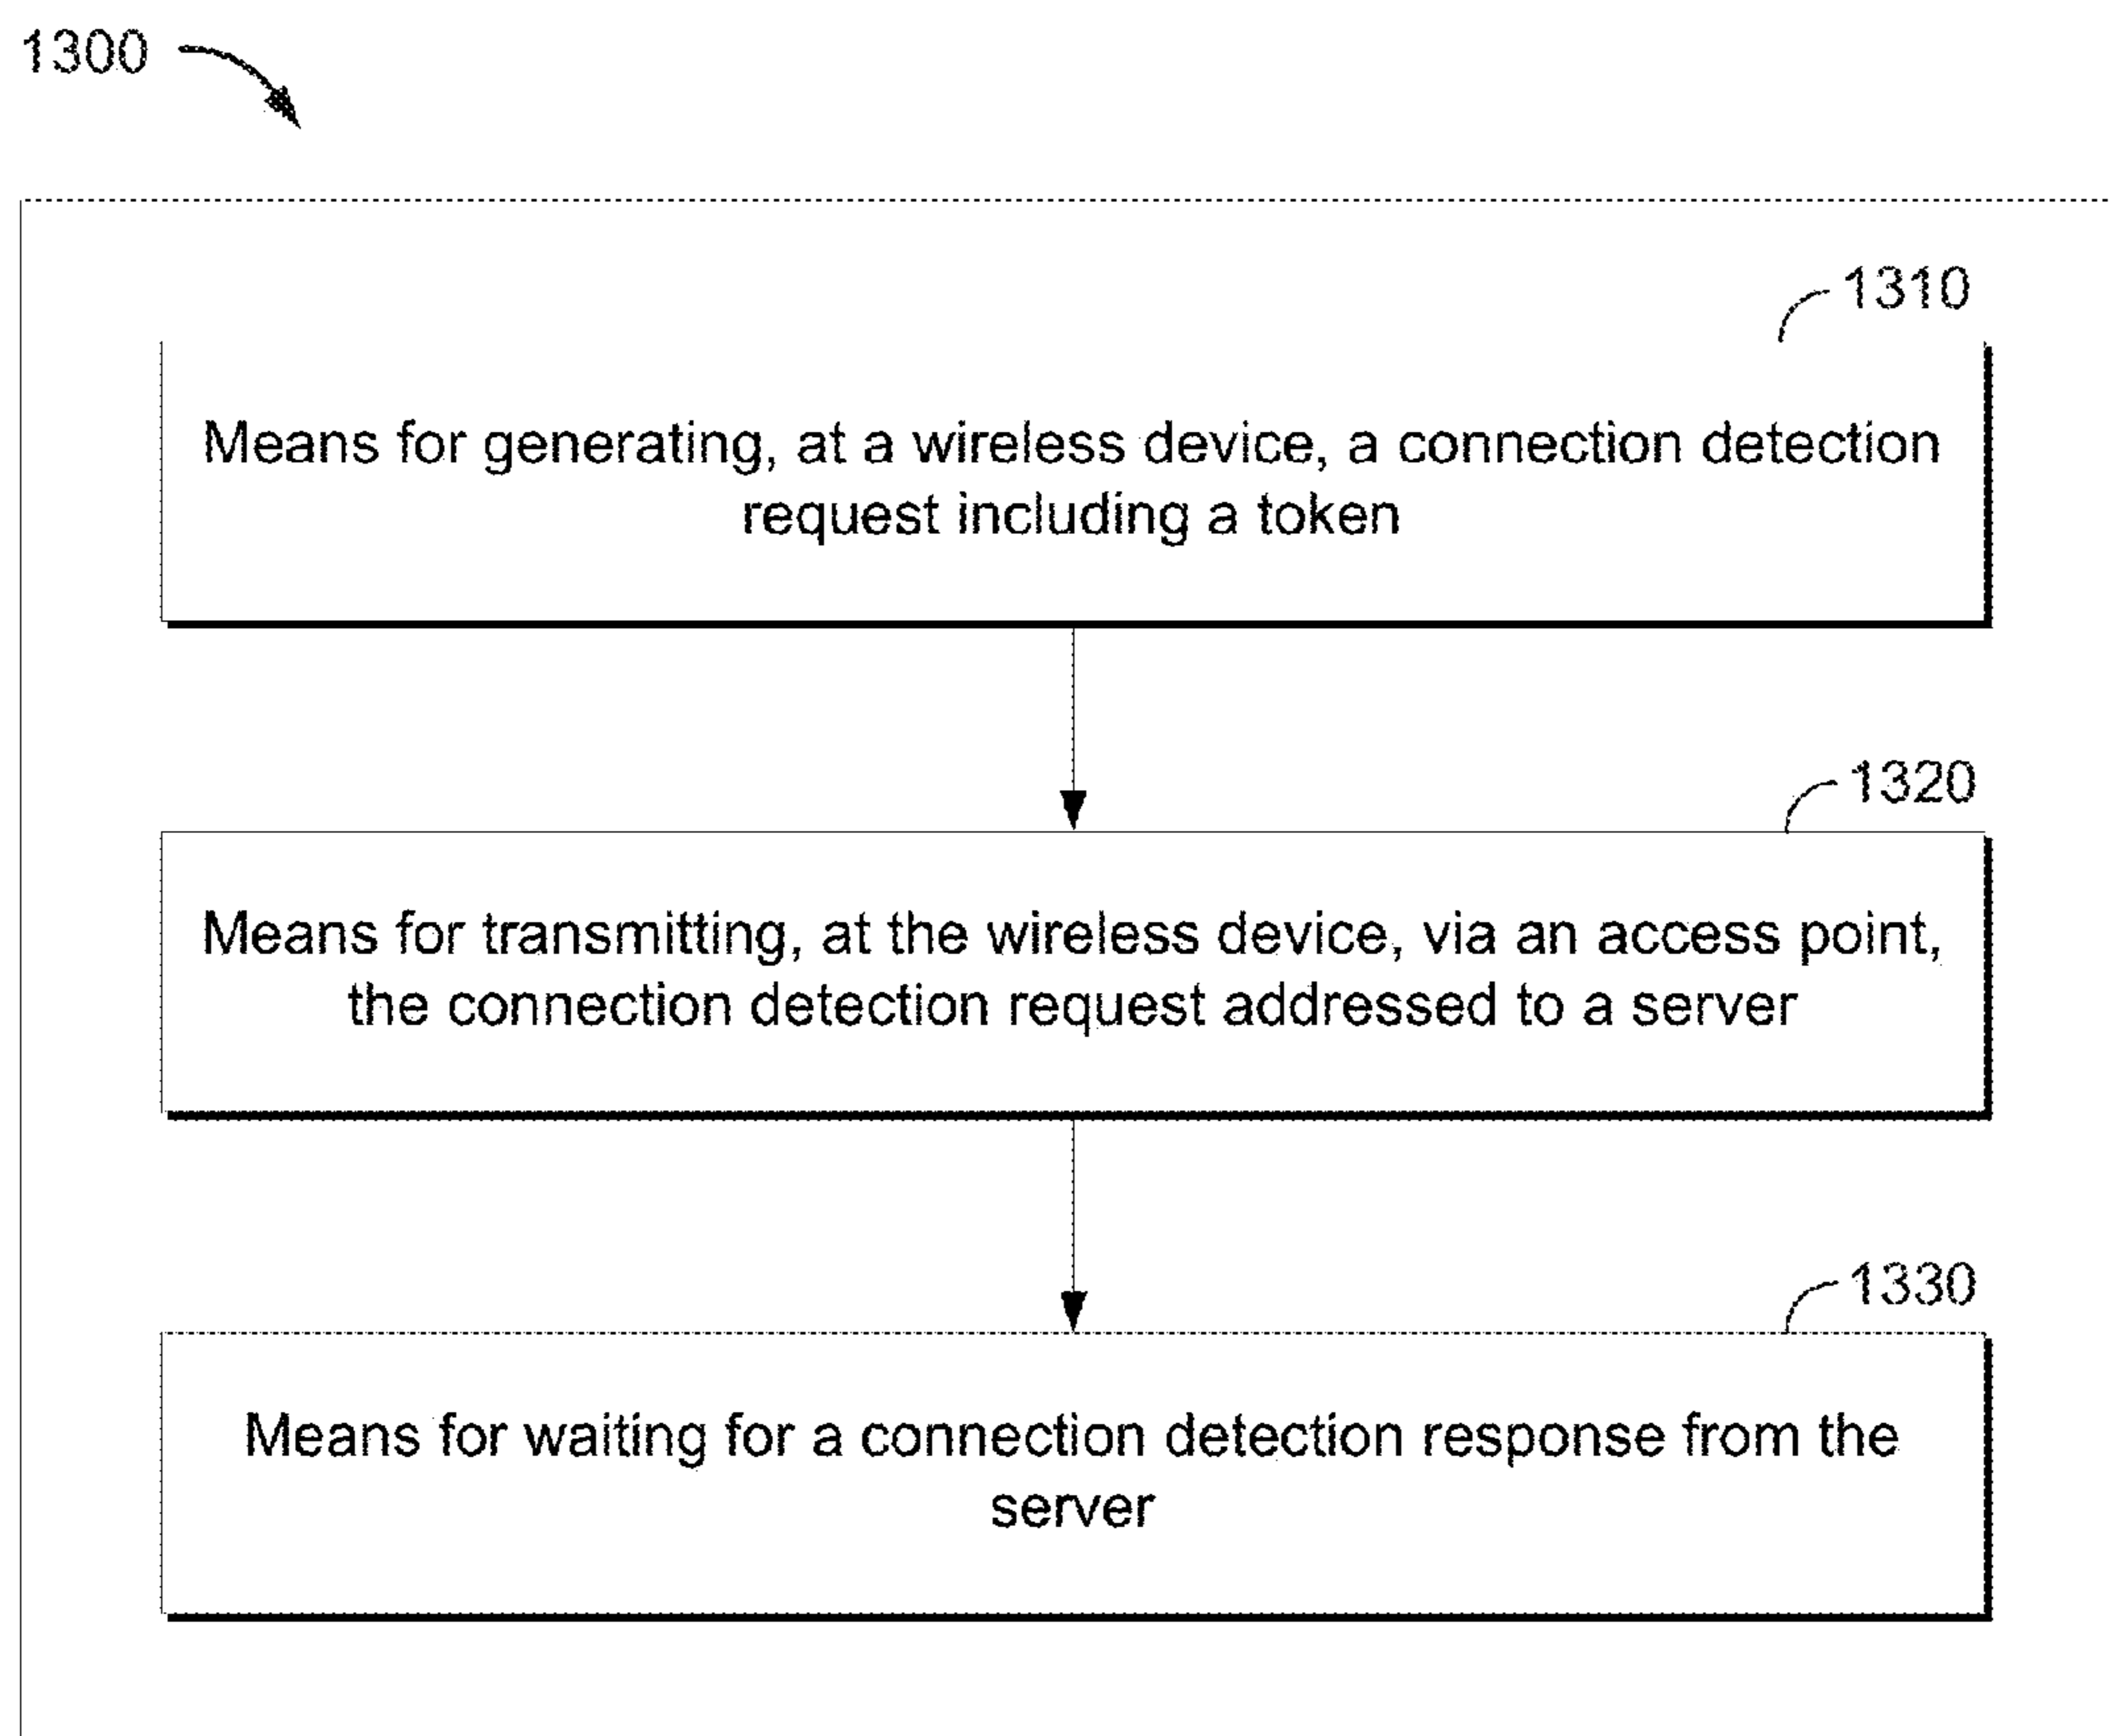 1300
1310
Means for generating, at a wireless device, a connection detection
request including a token
1320
Means for transmitting, at the wireless device, via an access point,
the connection detection request addressed to a server
1330
Means for waiting for a connection detection response from the
server